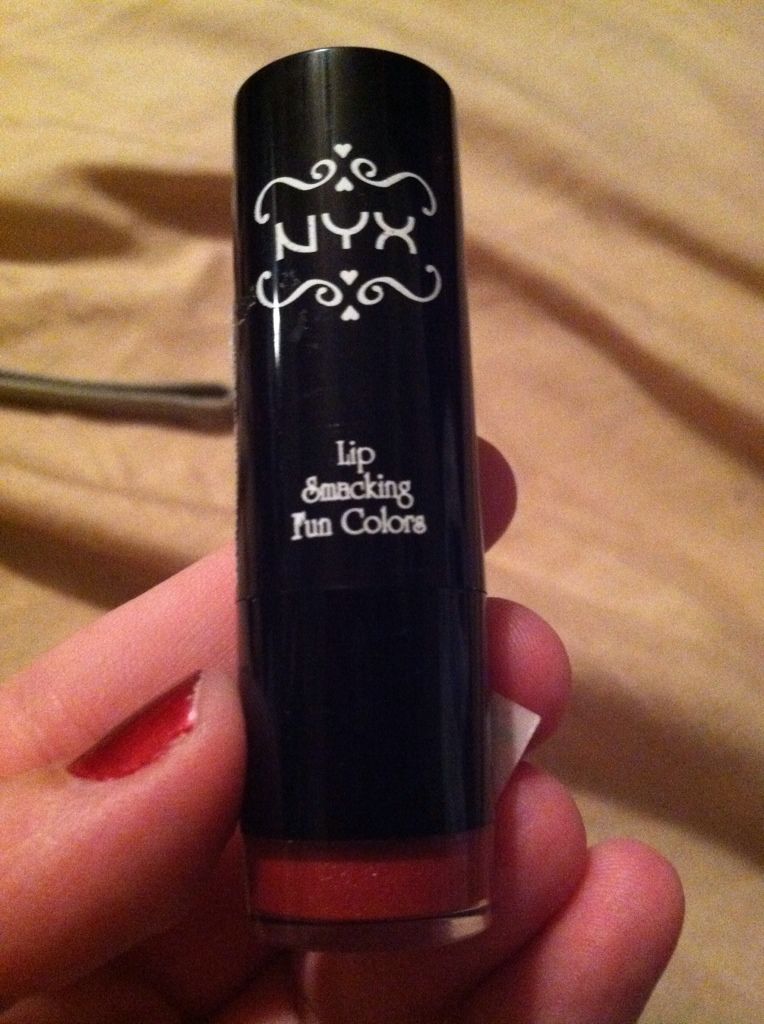 NYX
Lip
Smacking
Fun Colors